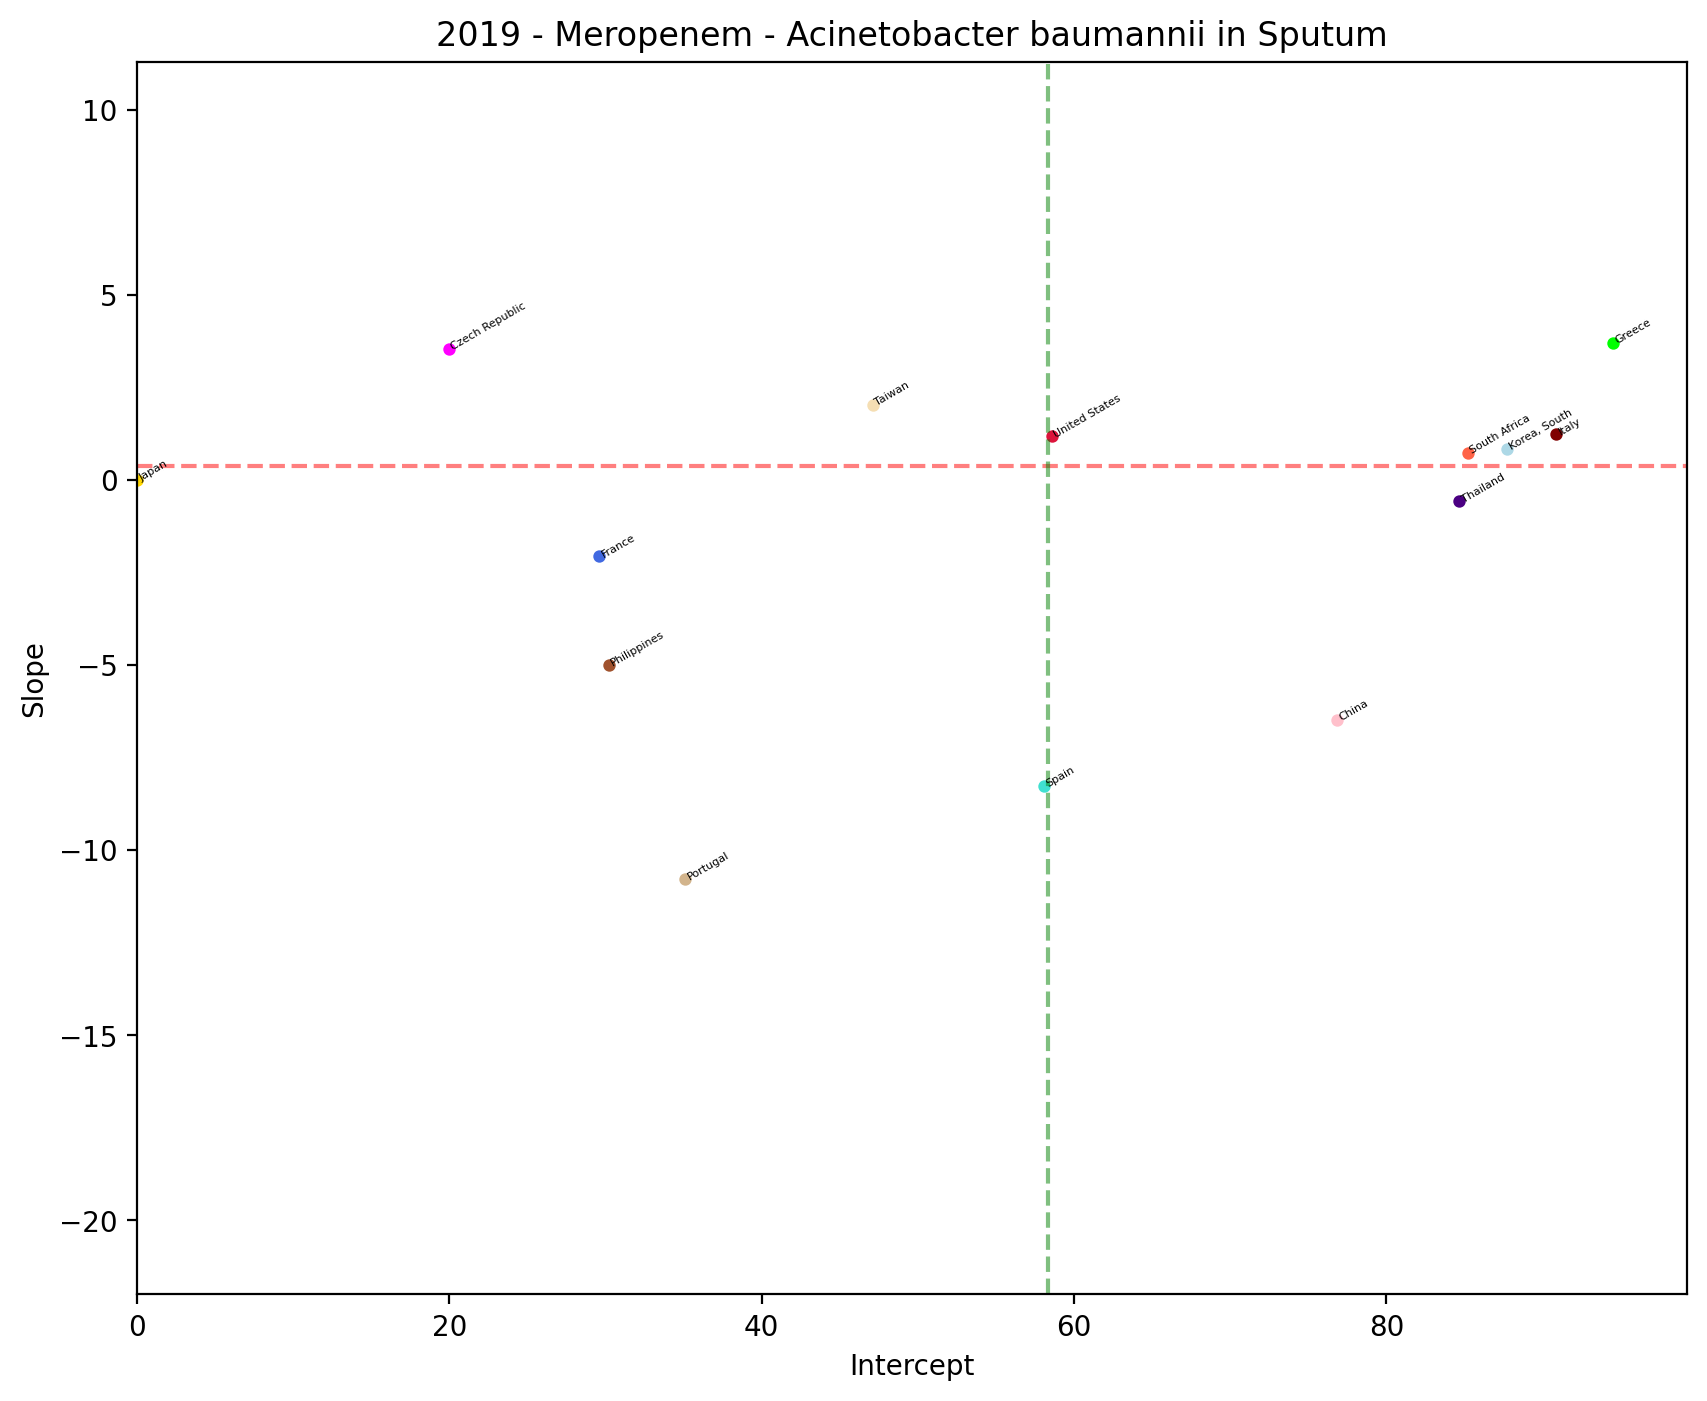 2019 - Meropenem - Acinetobacter baumannii in Sputum
10
5
0
−5
−10
−15
−20
Slope
Czech Republic
Greece
Taiwan
United States
South Africa
Korea, South
Italy
Japan
Thailand
France
Philippines
China
Spain
Portugal
0
20
40
60
80
Intercept